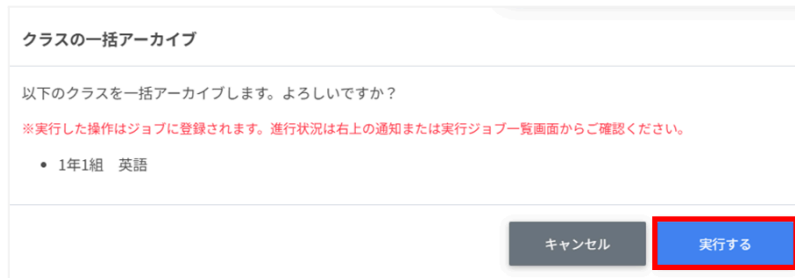 クラスの一括アーカイブ
以下のクラスを一括アーカイブします。よろしいですか？
※実行した操作はジョブに登録されます。進行状況は右上の通知または実行ジョブ一覧画面からご確認ください。
• 1年1組　英語
キャンセル
実行する